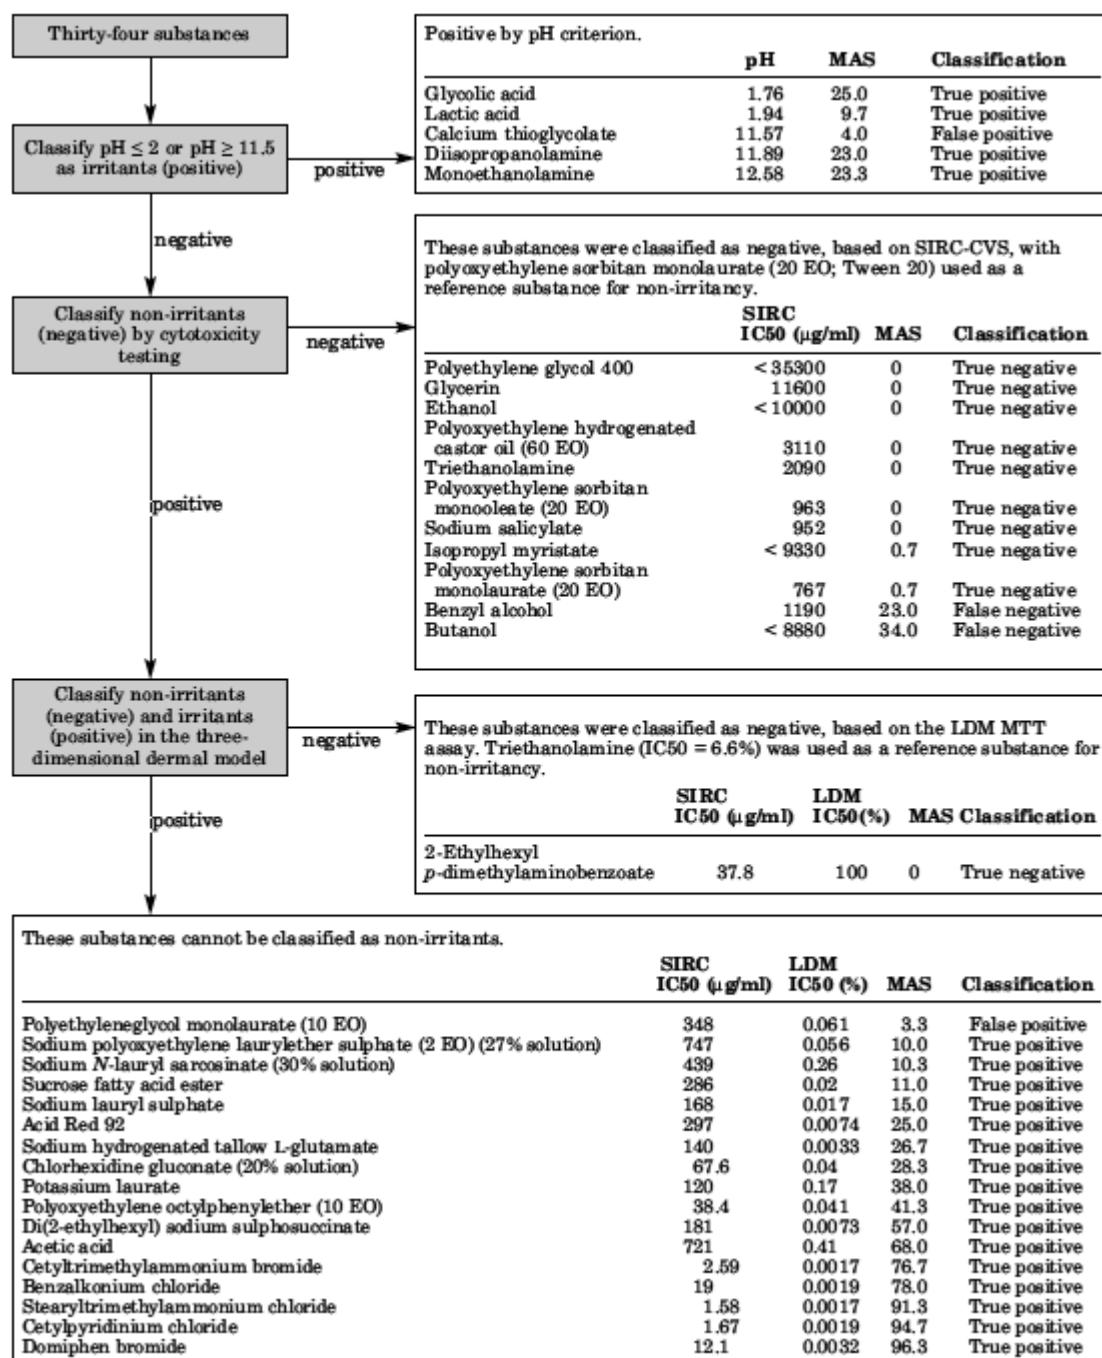 Thirty-four substances
Classify pH ≤ 2 or pH ≥ 11.5
as irritants (positive)
positive
Positive by pH criterion.
pH MAS Classification
Glycolic acid 1.76 25.0 True positive
Lactic acid 1.94 9.7 True positive
Calcium thioglycolate 11.57 4.0 False positive
Diisopropanolamine 11.89 23.0 True positive
Monoethanolamine 12.58 23.3 True positive
negative
Classify non-irritants
(negative) by cytotoxicity
testing
negative
These substances were classified as negative, based on SIRC-CVS, with
polyoxyethylene sorbitan monolaurate (20 EO; Tween 20) used as a
reference substance for non-irritancy.
SIRC
IC50 (μg/ml) MAS Classification
Polyethylene glycol 400 < 35300 0 True negative
Glycerin 11600 0 True negative
Ethanol < 10000 0 True negative
Polyoxyethylene hydrogenated
castor oil (60 EO) 3110 0 True negative
Triethanolamine 2090 0 True negative
Polyoxyethylene sorbitan
monooleate (20 EO) 963 0 True negative
Sodium salicylate 952 0 True negative
Isopropyl myristate < 9330 0.7 True negative
Polyoxyethylene sorbitan
monolaurate (20 EO) 767 0.7 True negative
Benzyl alcohol 1190 23.0 False negative
Butanol < 8880 34.0 False negative
positive
Classify non-irritants
(negative) and irritants
(positive) in the three-
dimensional dermal model
negative
These substances were classified as negative, based on the LDM MTT
assay. Triethanolamine (IC50 = 6.6%) was used as a reference substance for
non-irritancy.
SIRC LDM
IC50 (μg/ml) IC50(%) MAS Classification
2-Ethylhexyl
p-dimethylaminobenzoate 37.8 100 0 True negative
positive
These substances cannot be classified as non-irritants.
SIRC LDM
IC50 (μg/ml) IC50 (%) MAS Classification
Polyethyleneglycol monolaurate (10 EO) 348 0.061 3.3 False positive
Sodium polyoxyethylene laurylether sulphate (2 EO) (27% solution) 747 0.056 10.0 True positive
Sodium N-lauryl sarcosinate (30% solution) 439 0.26 10.3 True positive
Sucrose fatty acid ester 286 0.02 11.0 True positive
Sodium lauryl sulphate 168 0.017 15.0 True positive
Acid Red 92 297 0.0074 25.0 True positive
Sodium hydrogenated tallow L-glutamate 140 0.0033 26.7 True positive
Chlorhexidine gluconate (20% solution) 67.6 0.04 28.3 True positive
Potassium laurate 120 0.17 38.0 True positive
Polyoxyethylene octylphenylether (10 EO) 38.4 0.041 41.3 True positive
Di(2-ethylhexyl) sodium sulphosuccinate 181 0.0073 57.0 True positive
Acetic acid 721 0.41 68.0 True positive
Cetyltrimethylammonium bromide 2.59 0.0017 76.7 True positive
Benzalkonium chloride 19 0.0019 78.0 True positive
Stearyltrimethylammonium chloride 1.58 0.0017 91.3 True positive
Cetylpyridinium chloride 1.67 0.0019 94.7 True positive
Domiphen bromide 12.1 0.0032 96.3 True positive